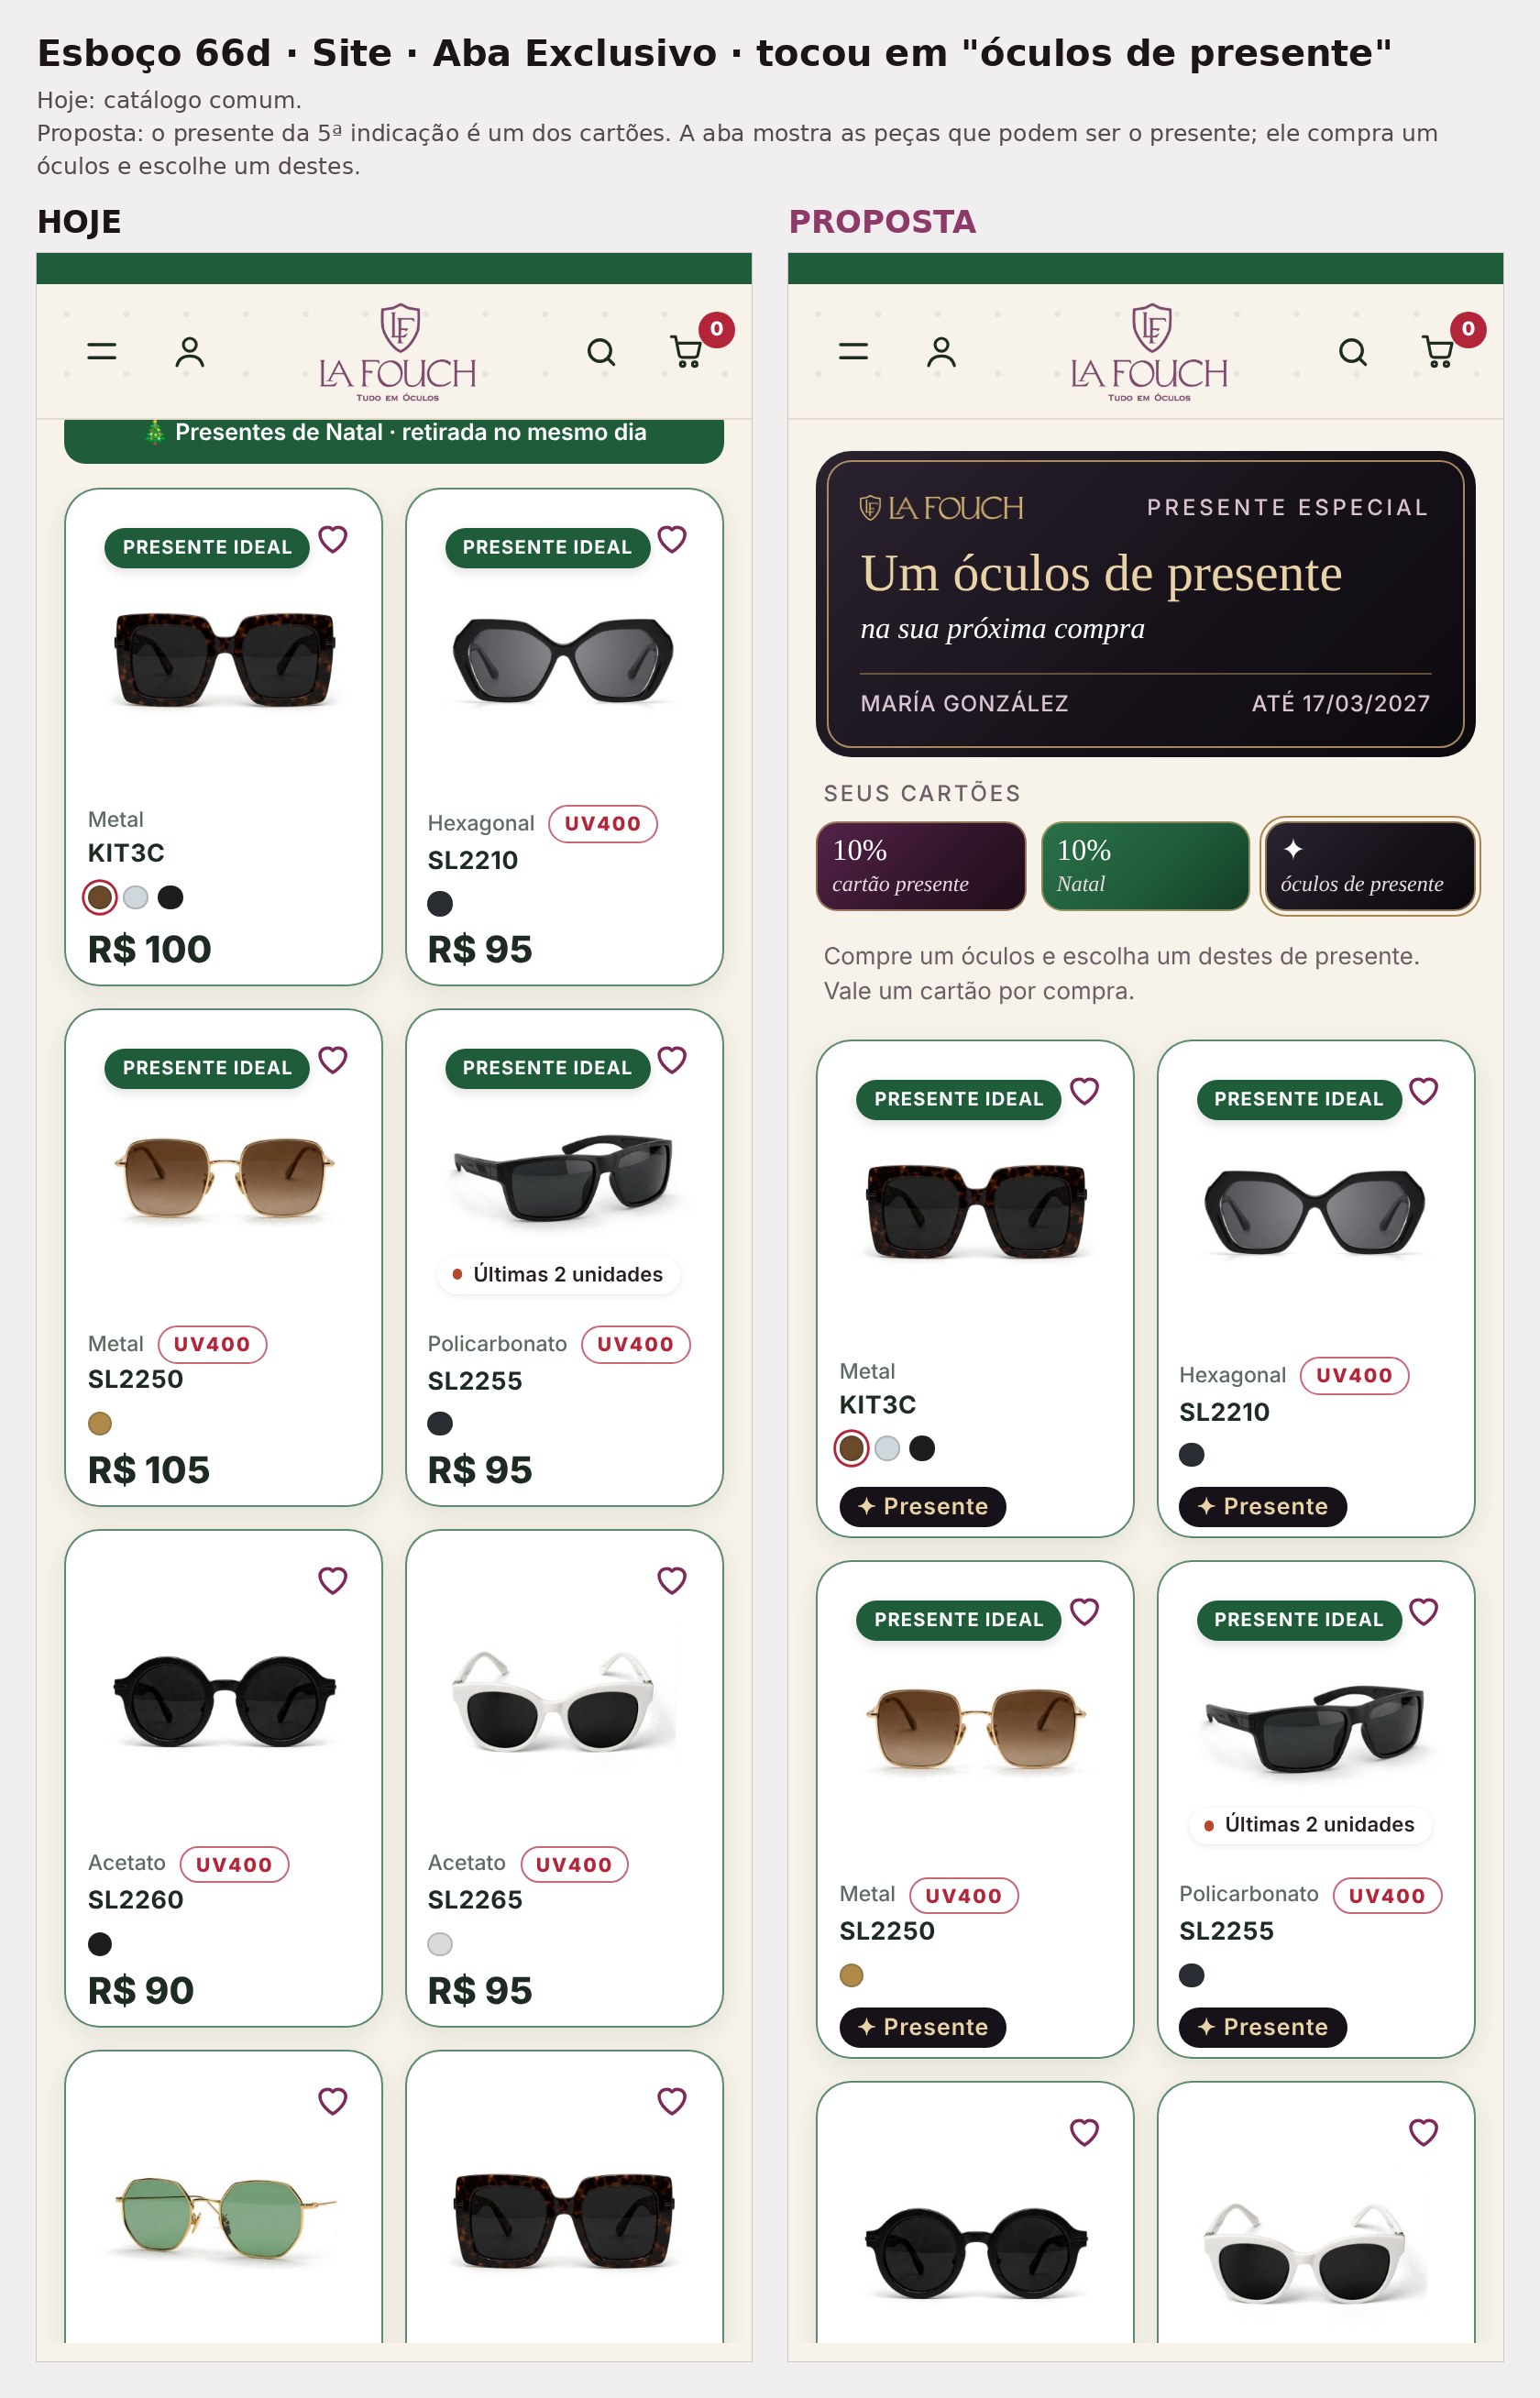 Esboço 66d · Site · Aba Exclusivo · tocou em "óculos de presente"
Hoje: catálogo comum.
Proposta: o presente da 5ª indicação é um dos cartões. A aba mostra as peças que podem ser o presente; ele compra um
óculos e escolhe um destes.
HOJE
LF
LA FOUCH
TUDO EM ÓCULOS
0
Presentes de Natal · retirada no mesmo dia
PRESENTE IDEAL
PRESENTE IDEAL
Metal
KIT3C
R$ 100
Hexagonal UV400
SL2210
R$ 95
PRESENTE IDEAL
PRESENTE IDEAL
Últimas 2 unidades
Metal UV400
SL2250
R$ 105
Policarbonato UV400
SL2255
R$ 95
Acetato UV400
SL2260
R$ 90
Acetato UV400
SL2265
R$ 95
PROPOSTA
LF
LA FOUCH
TUDO EM ÓCULOS
0
LF LA FOUCH
PRESENTE ESPECIAL
Um óculos de presente
na sua próxima compra
MARÍA GONZÁLEZ
ATÉ 17/03/2027
SEUS CARTÕES
10%
cartão presente
10%
Natal
✦
óculos de presente
Compre um óculos e escolha um destes de presente.
Vale um cartão por compra.
PRESENTE IDEAL
PRESENTE IDEAL
Metal
KIT3C
✦ Presente
Hexagonal UV400
SL2210
✦ Presente
PRESENTE IDEAL
PRESENTE IDEAL
Últimas 2 unidades
Metal UV400
SL2250
✦ Presente
Policarbonato UV400
SL2255
✦ Presente